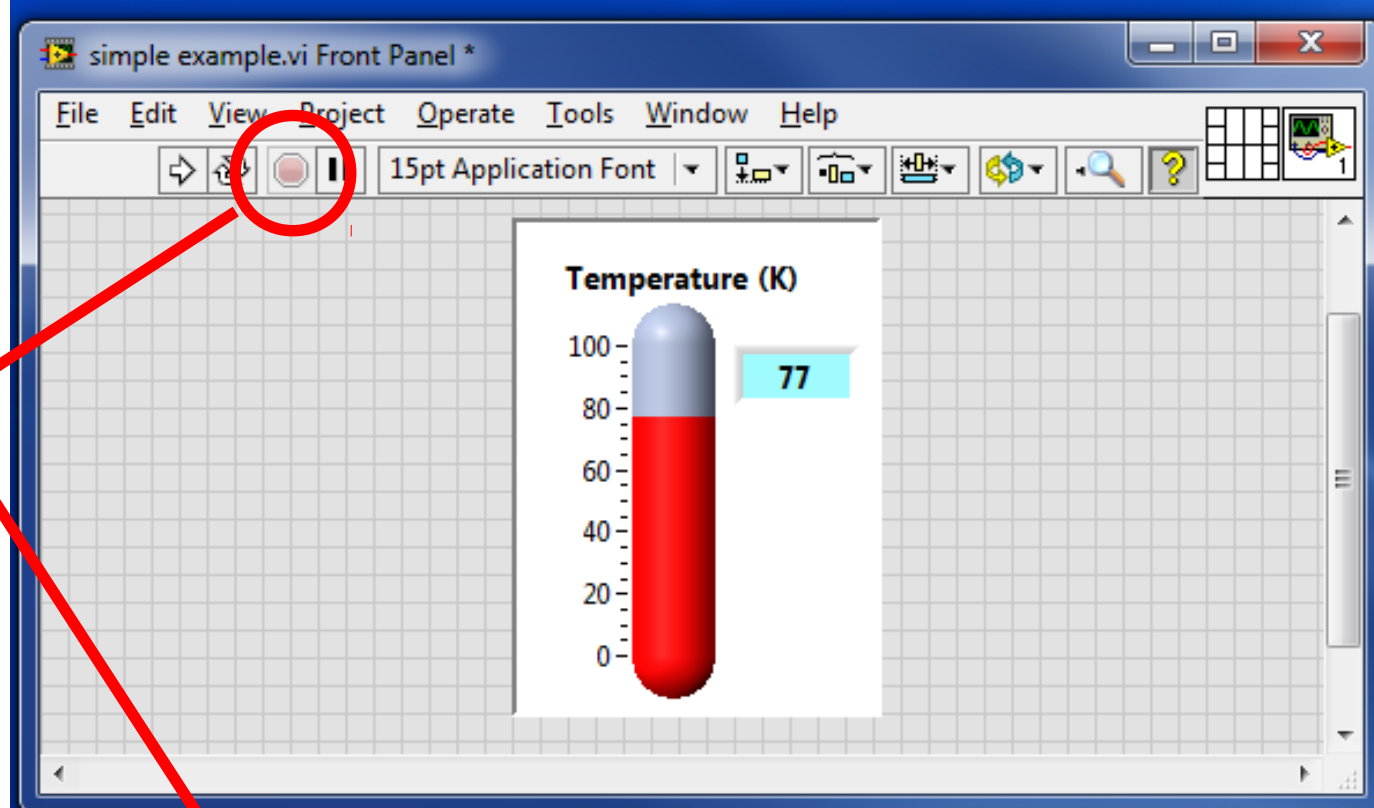 simple example.vi Front Panel *
File Edit View Project Operate Tools Window Help
15pt Application Font
?
1
Temperature (K)
100
77
80
60
40
20
0